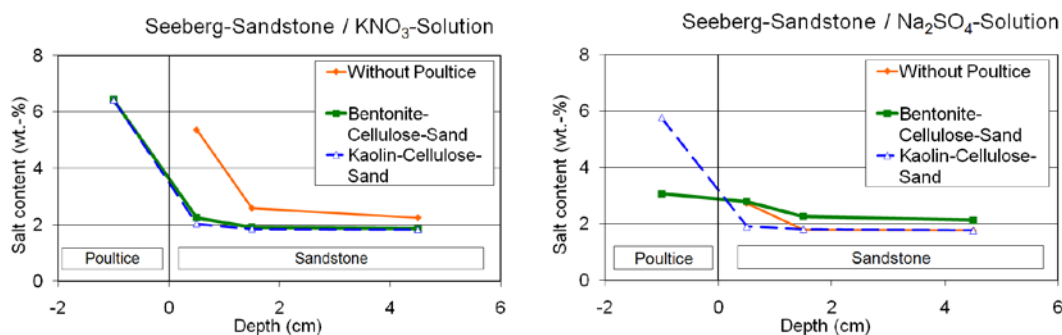 Seeberg-Sandstone / KNO₃-Solution
8
6
4
2
0
Salt content (wt.-%)
Without Poultice
Bentonite-
Cellulose-Sand
Kaolin-Cellulose-
Sand
Poultice
Sandstone
-2
0
2
4
6
Depth (cm)
Seeberg-Sandstone / Na₂SO₄-Solution
8
6
4
2
0
Salt content (wt.-%)
Without Poultice
Bentonite-
Cellulose-Sand
Kaolin-Cellulose-
Sand
Poultice
Sandstone
-2
0
2
4
6
Depth (cm)